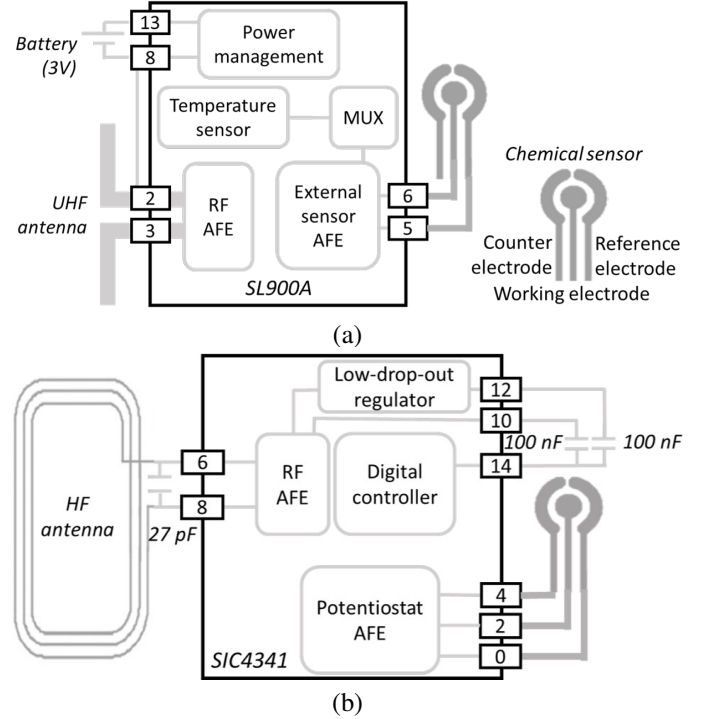 13
Power
management
Battery
(3V)
8
Temperature
sensor
MUX
Chemical sensor
UHF
antenna
2
3
RF
AFE
External
sensor
AFE
6
5
Counter
electrode
Reference
electrode
Working electrode
SL900A
(a)
Low-drop-out
regulator
12
10
100 nF
100 nF
14
6
8
RF
AFE
Digital
controller
HF
antenna
27 pF
Potentiostat
AFE
4
2
0
SIC4341
(b)